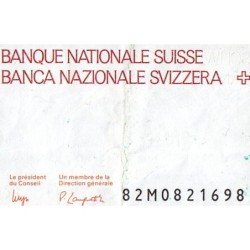 BANQUE NATIONALE SUISSE
BANCA NAZIONALE SVIZZERA
Le président
du Conseil
Un membre de la
Direction générale
82M0821698